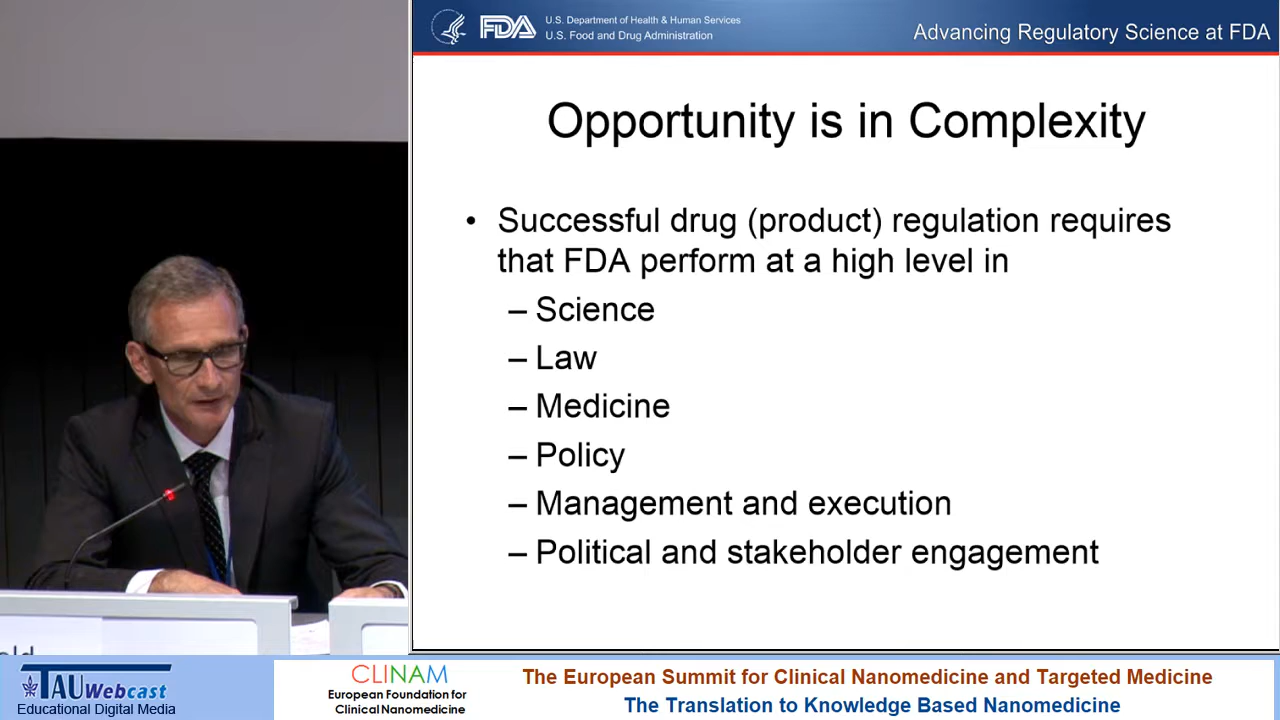 U.S. Department of Health & Human Services
FDA U.S. Food and Drug Administration
Advancing Regulatory Science at FDA
Opportunity is in Complexity
• Successful drug (product) regulation requires
that FDA perform at a high level in
– Science
– Law
– Medicine
– Policy
– Management and execution
– Political and stakeholder engagement
TAU Webcast
Educational Digital Media
CLINAM
European Foundation for
Clinical Nanomedicine
The European Summit for Clinical Nanomedicine and Targeted Medicine
The Translation to Knowledge Based Nanomedicine